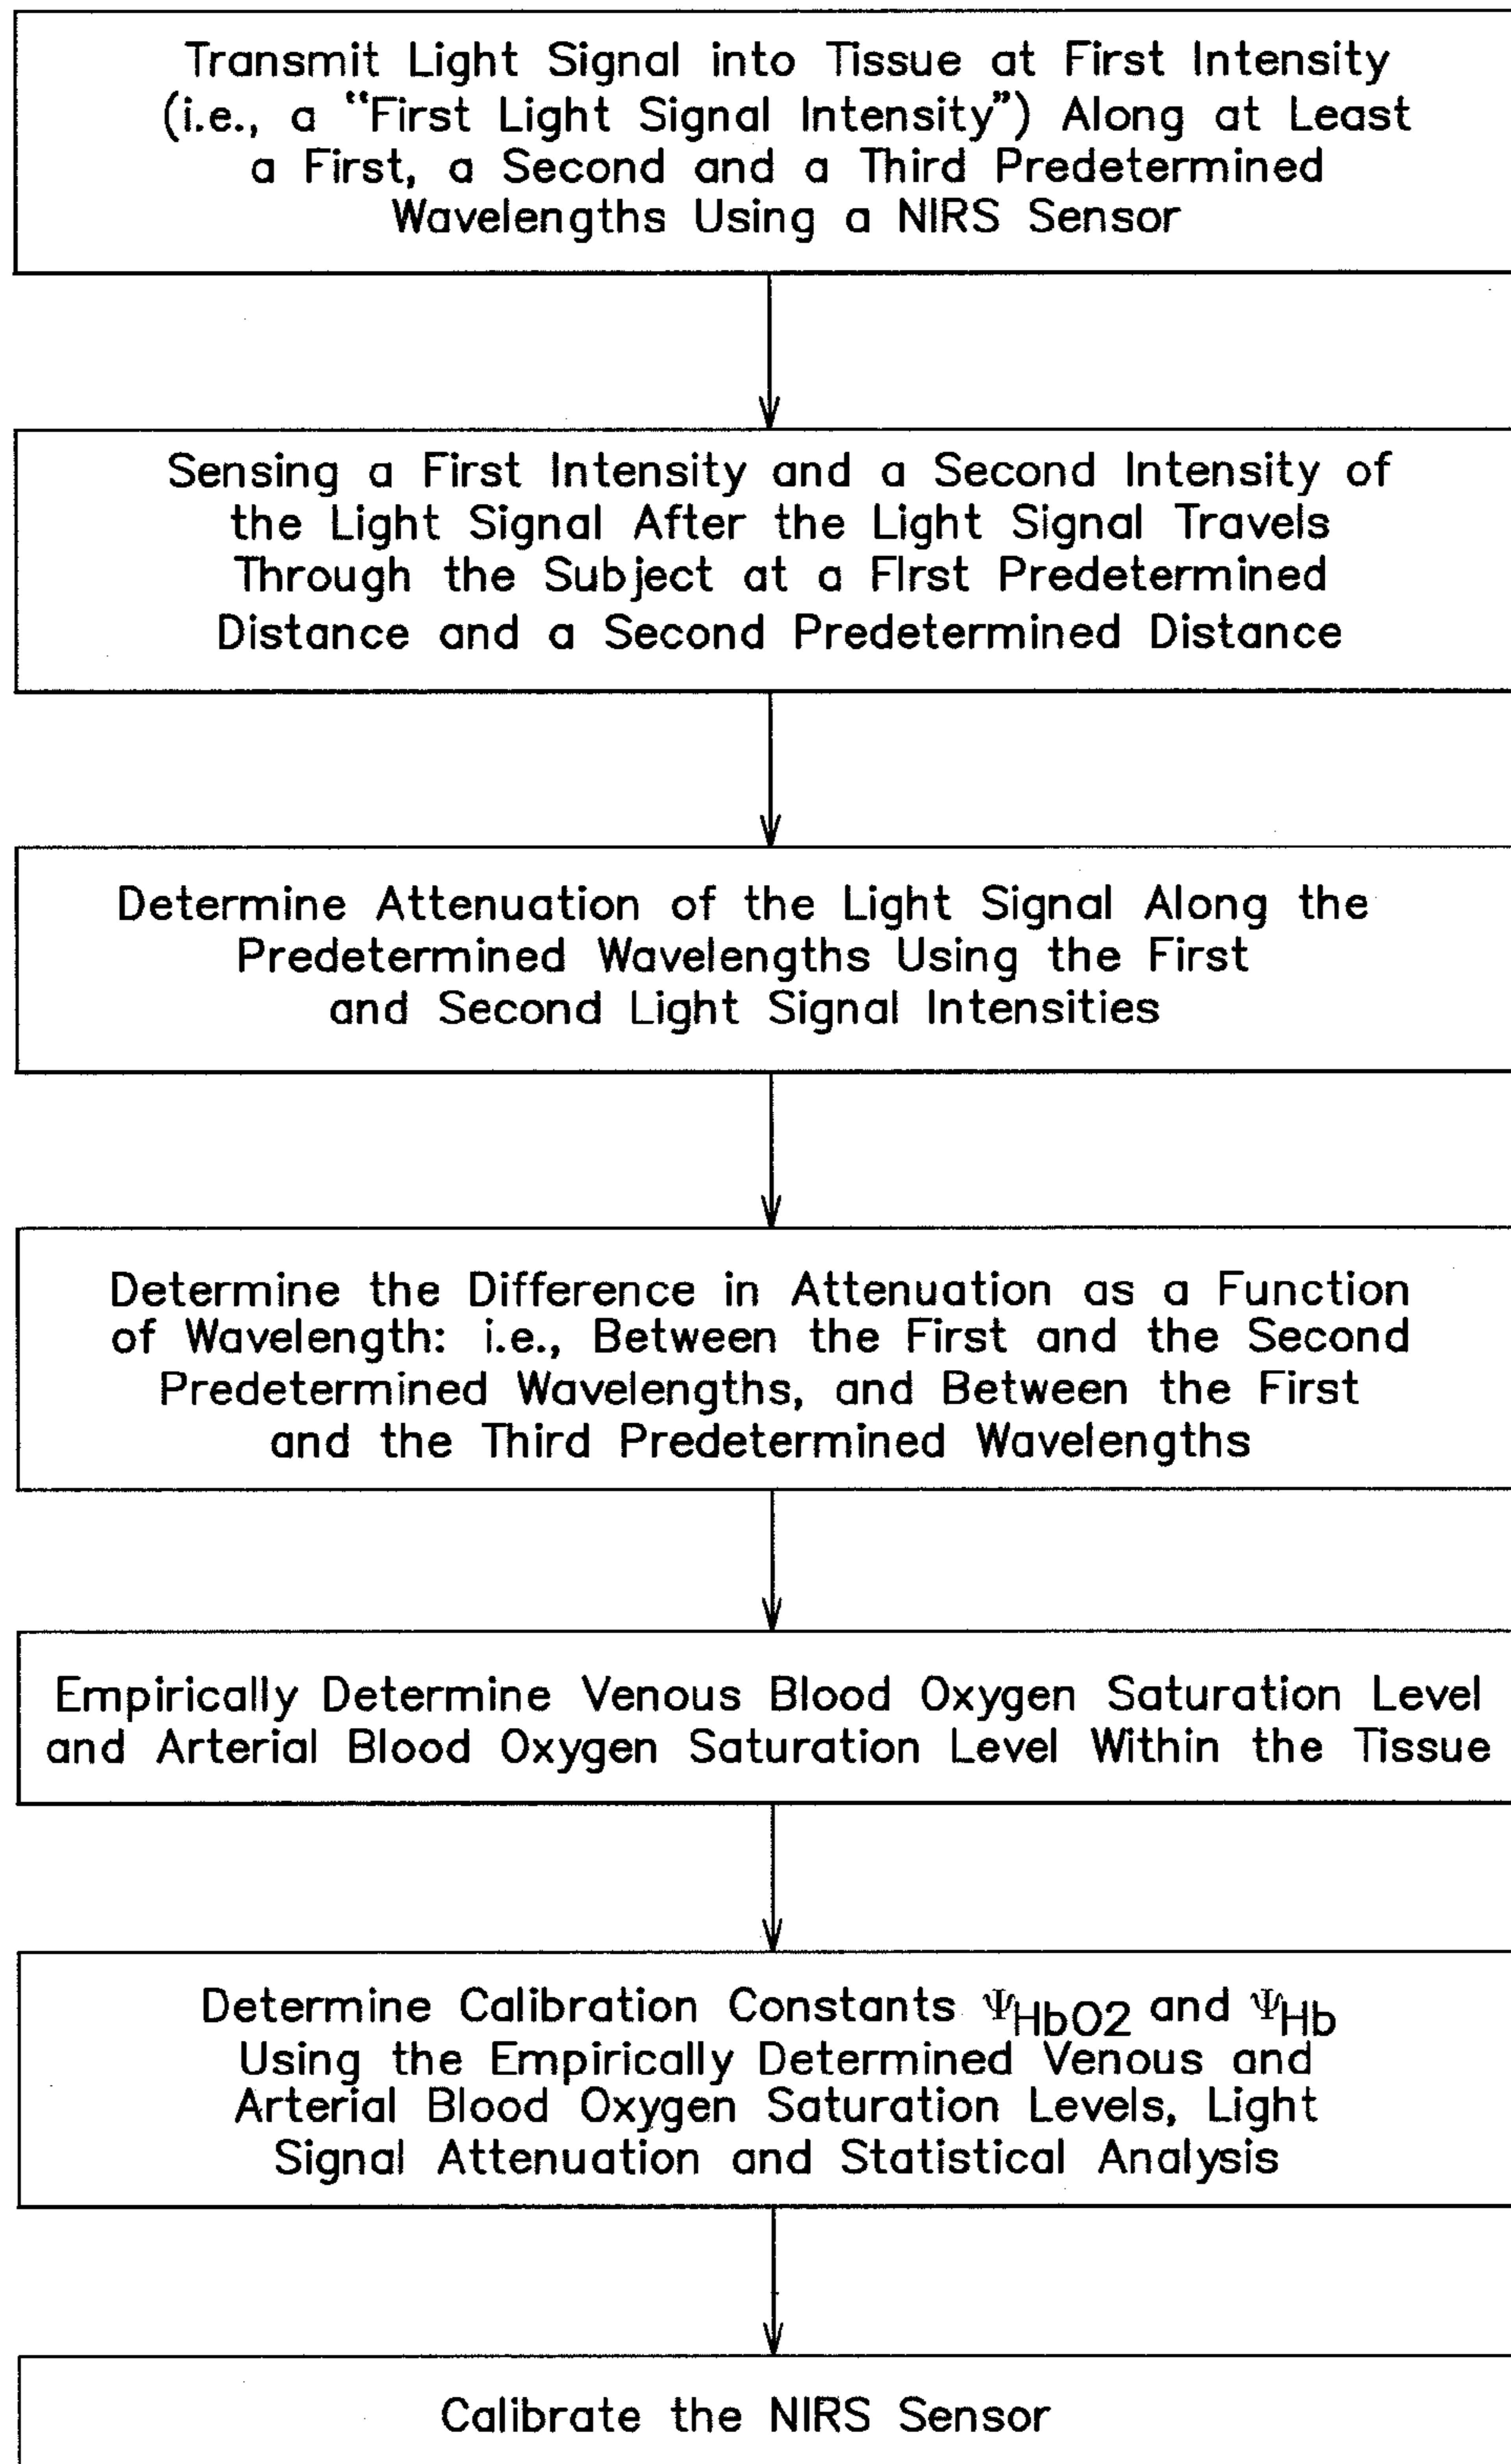 Transmit Light Signal into Tissue at First Intensity
(i.e., a “First Light Signal Intensity”) Along at Least
a First, a Second and a Third Predetermined
Wavelengths Using a NIRS Sensor
Sensing a First Intensity and a Second Intensity of
the Light Signal After the Light Signal Travels
Through the Subject at a FIrst Predetermined
Distance and a Second Predetermined Distance
Determine Attenuation of the Light Signal Along the
Predetermined Wavelengths Using the First
and Second Light Signal Intensities
Determine the Difference in Attenuation as a Function
of Wavelength: i.e., Between the First and the Second
Predetermined Wavelengths, and Between the First
and the Third Predetermined Wavelengths
Empirically Determine Venous Blood Oxygen Saturation Level
and Arterial Blood Oxygen Saturation Level Within the Tissue
Determine Calibration Constants ΨHbO2 and ΨHb
Using the Empirically Determined Venous and
Arterial Blood Oxygen Saturation Levels, Light
Signal Attenuation and Statistical Analysis
Calibrate the NIRS Sensor